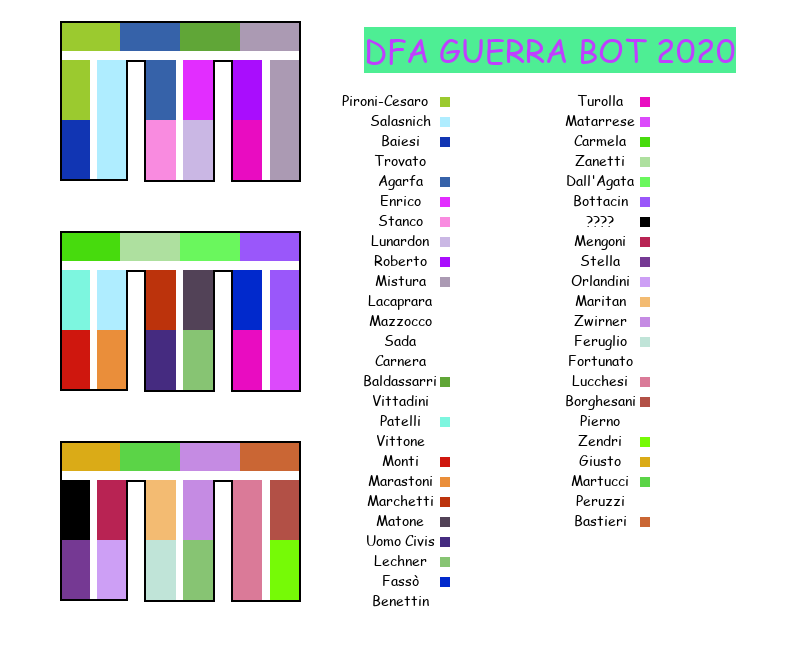 DFA GUERRA BOT 2020
Pironi-Cesaro
Salasnich
Baiesi
Trovato
Agarfa
Enrico
Stanco
Lunardon
Roberto
Mistura
Lacaprara
Mazzocco
Sada
Carnera
Baldassarri
Vittadini
Patelli
Vittone
Monti
Marastoni
Marchetti
Matone
Uomo Civis
Lechner
Fassò
Benettin
Turolla
Matarrese
Carmela
Zanetti
Dall'Agata
Bottacin
????
Mengoni
Stella
Orlandini
Maritan
Zwirner
Feruglio
Fortunato
Lucchesi
Borghesani
Pierno
Zendri
Giusto
Martucci
Peruzzi
Bastieri